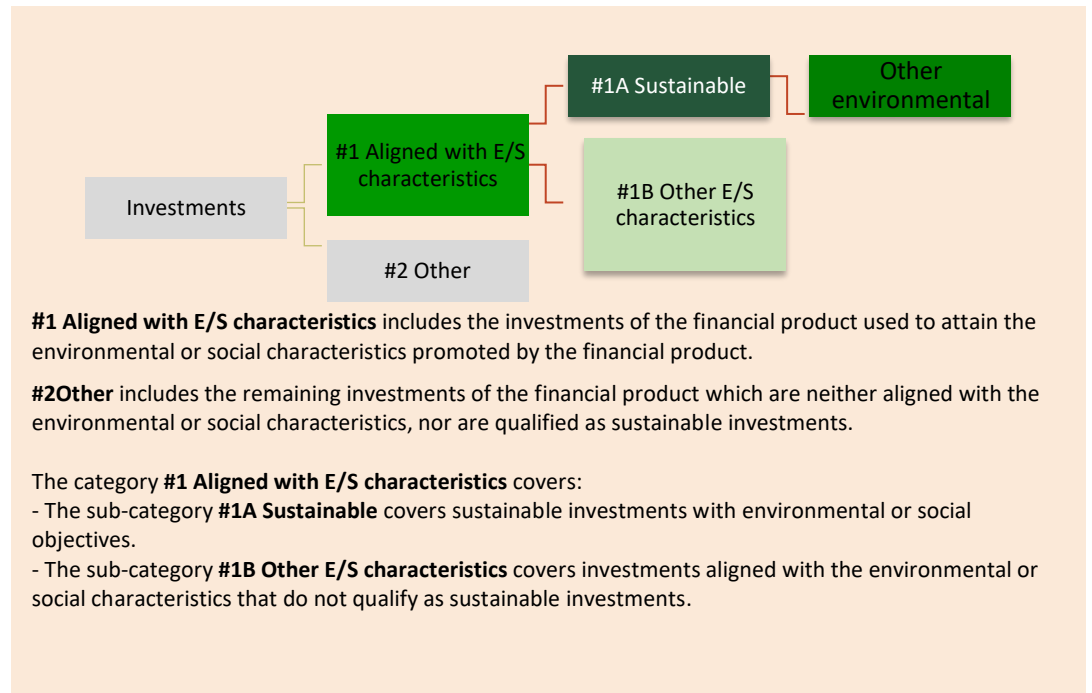 #1A Sustainable
Other
environmental
#1 Aligned with E/S
characteristics
#1B Other E/S
characteristics
Investments
#2 Other
#1 Aligned with E/S characteristics includes the investments of the financial product used to attain the
environmental or social characteristics promoted by the financial product.
#2Other includes the remaining investments of the financial product which are neither aligned with the
environmental or social characteristics, nor are qualified as sustainable investments.
The category #1 Aligned with E/S characteristics covers:
- The sub-category #1A Sustainable covers sustainable investments with environmental or social
objectives.
- The sub-category #1B Other E/S characteristics covers investments aligned with the environmental or
social characteristics that do not qualify as sustainable investments.